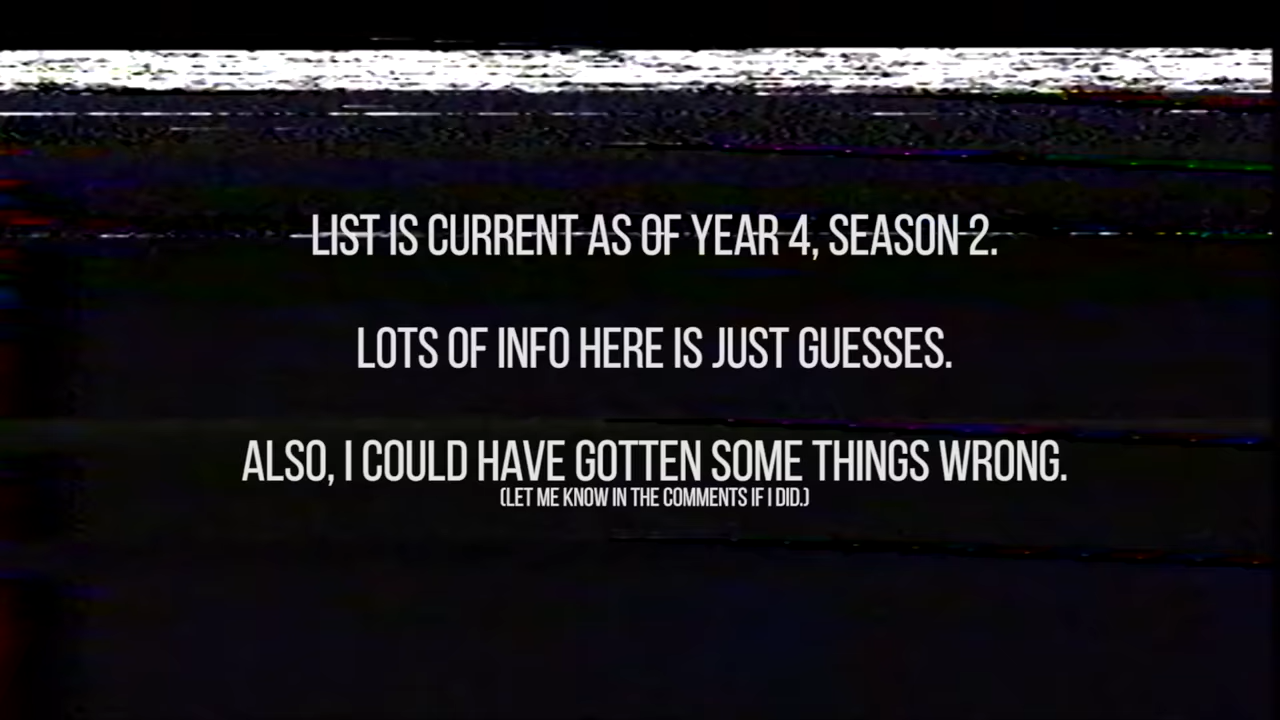 LIST IS CURRENT AS OF YEAR 4, SEASON 2.
LOTS OF INFO HERE IS JUST GUESSES.
ALSO, I COULD HAVE GOTTEN SOME THINGS WRONG.
(LET ME KNOW IN THE COMMENTS IF I DID.)